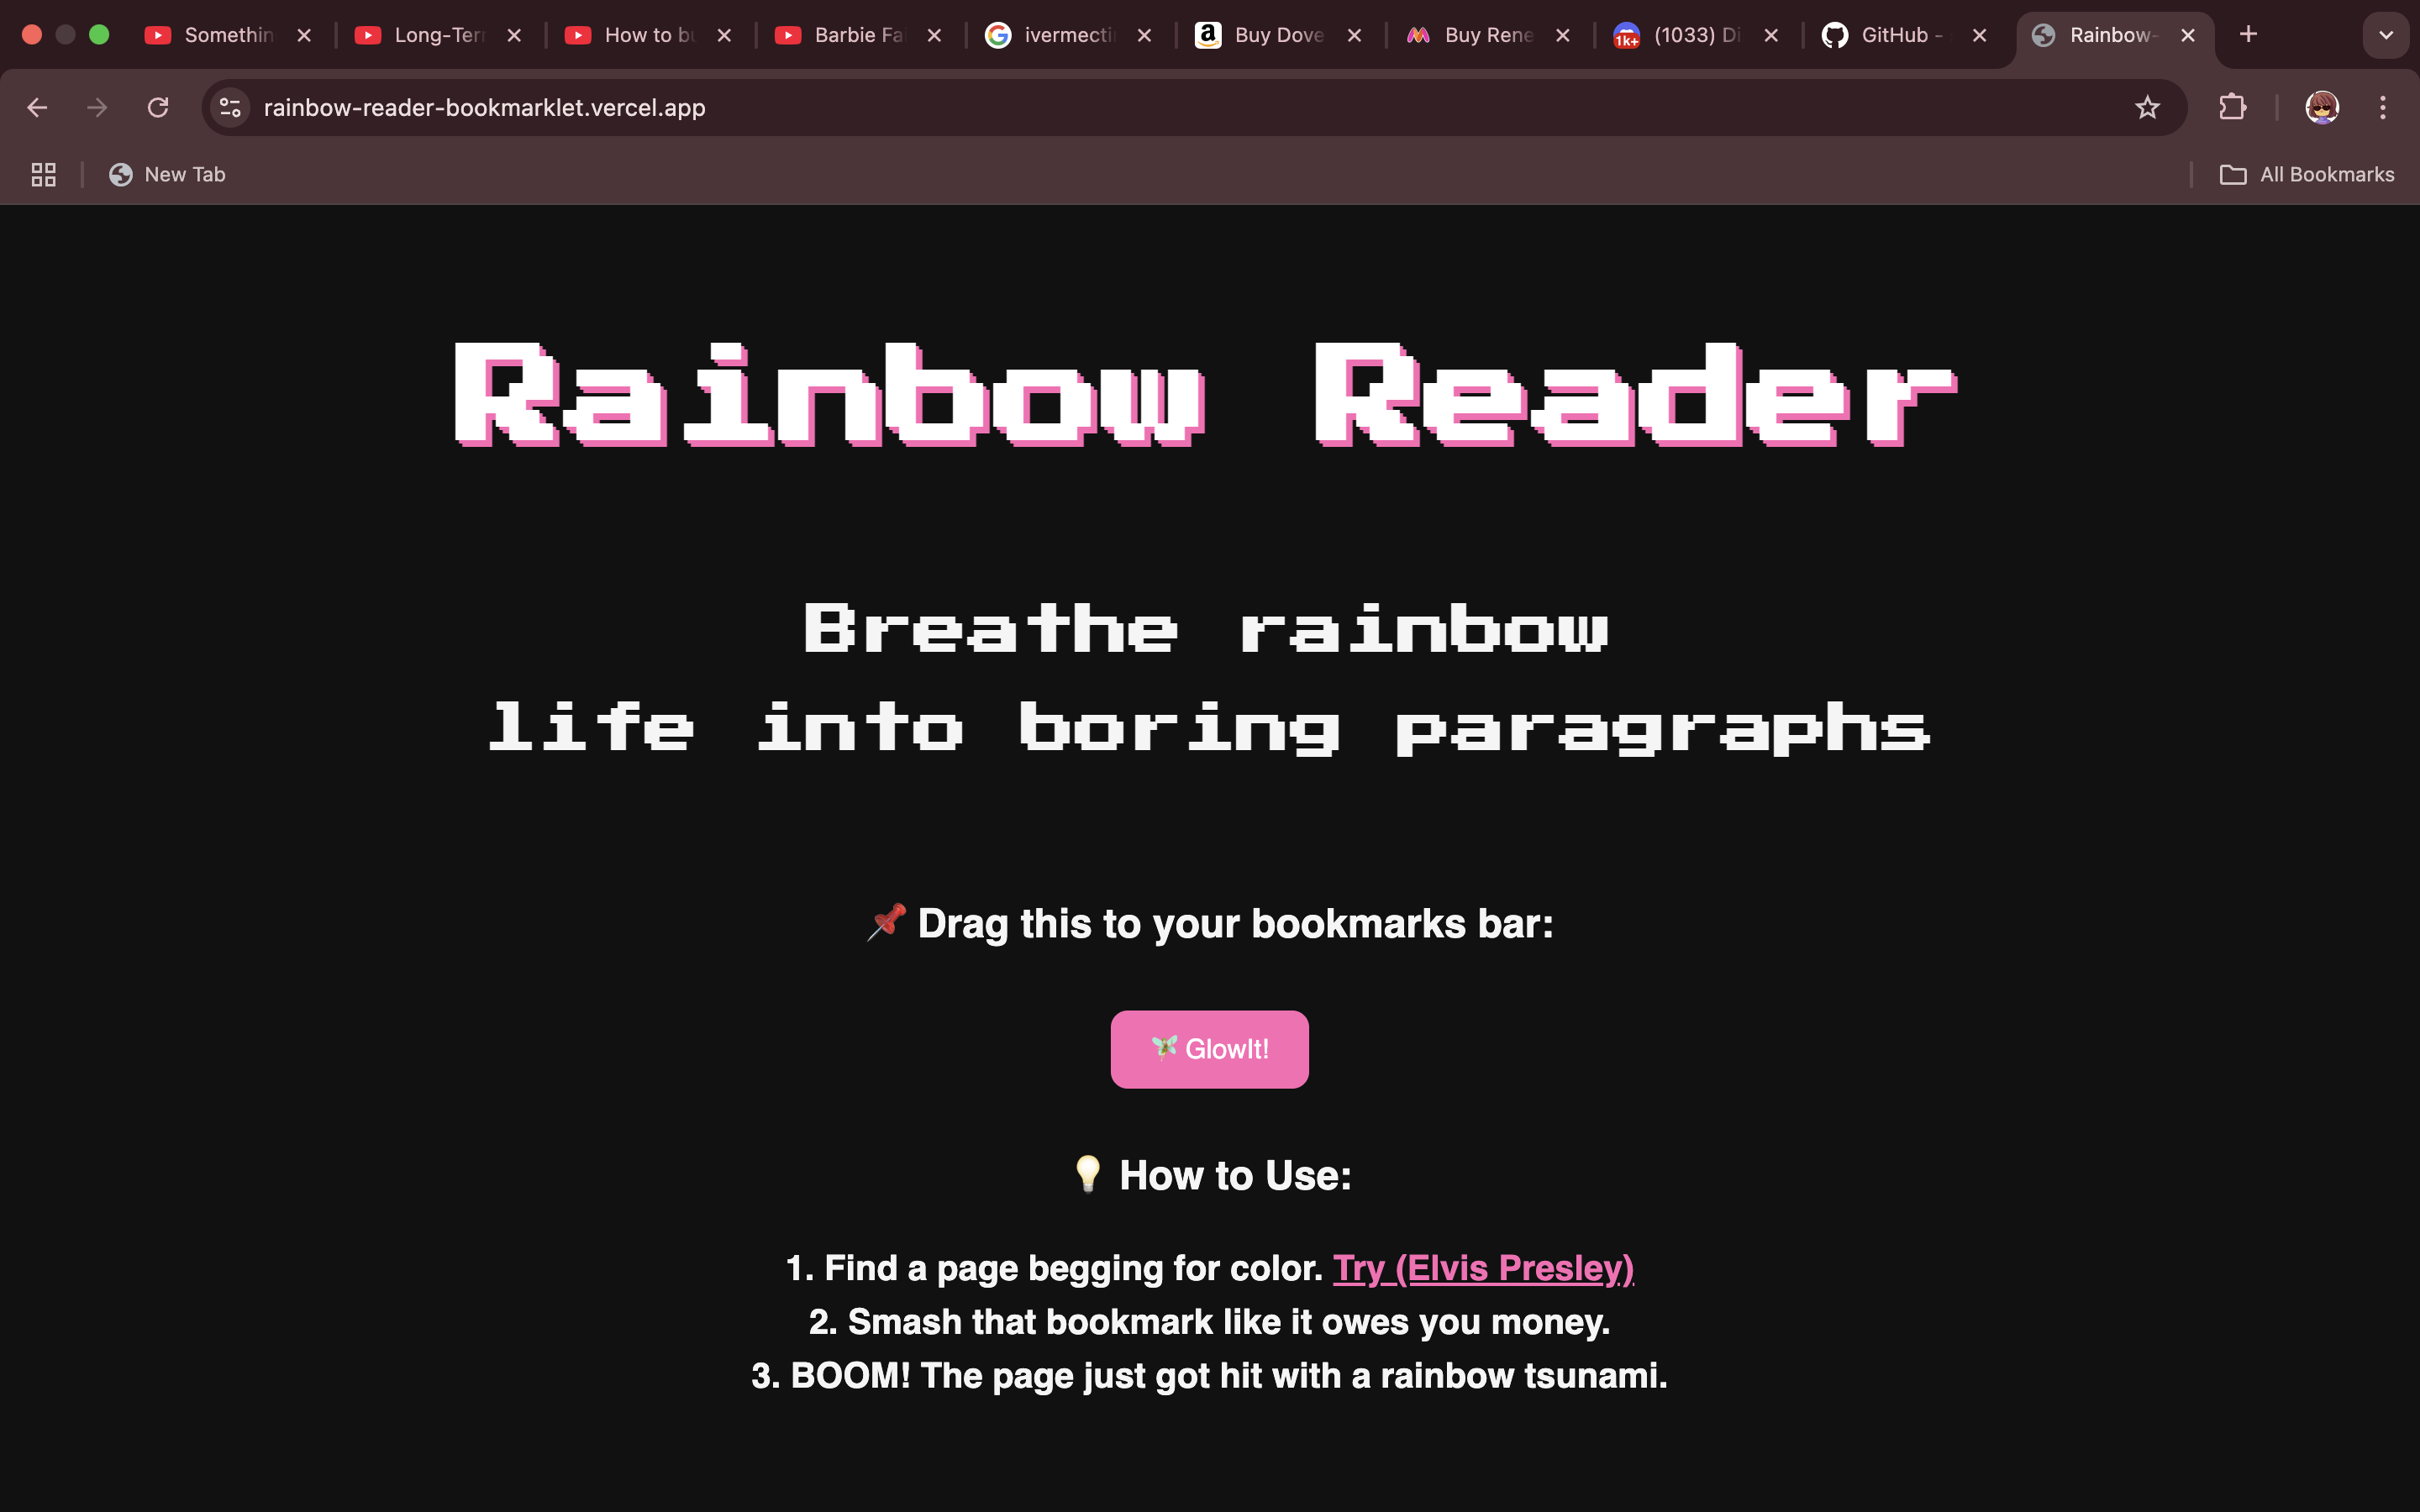 Somethin
Long-Ter
How to bu
Barbie Fai
ivermectin
Buy Dove
Buy Rene
1k+
(1033) Di
GitHub -
Rainbow-
rainbow-reader-bookmarklet.vercel.app
New Tab
All Bookmarks
Rainbow Reader
Breathe rainbow
life into boring paragraphs
📌 Drag this to your bookmarks bar:
GlowIt!
💡 How to Use:
1. Find a page begging for color. Try (Elvis Presley)
2. Smash that bookmark like it owes you money.
3. BOOM! The page just got hit with a rainbow tsunami.